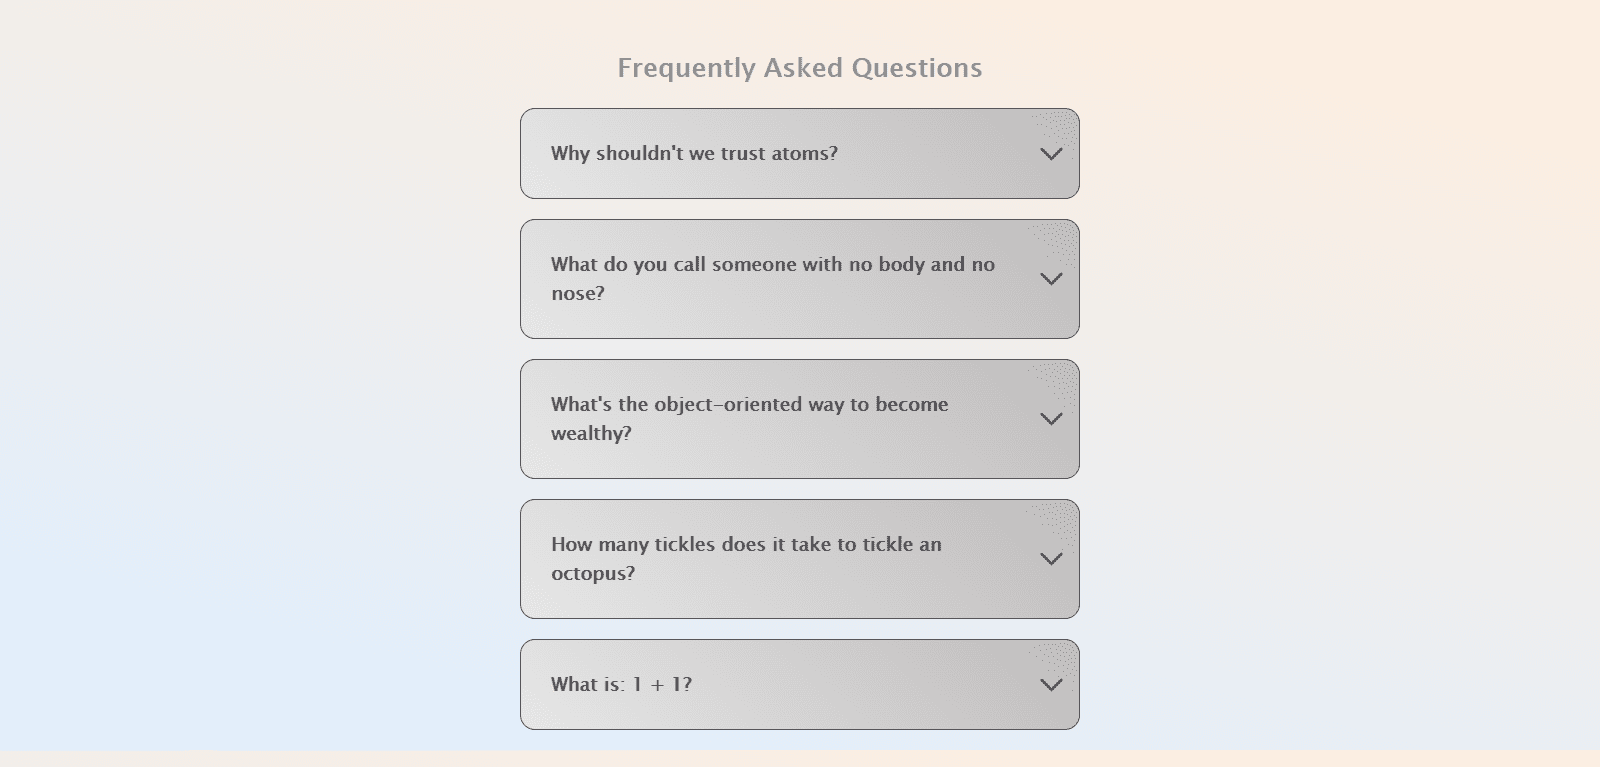 Frequently Asked Questions
Why shouldn't we trust atoms?
What do you call someone with no body and no
nose?
What's the object-oriented way to become
wealthy?
How many tickles does it take to tickle an
octopus?
What is: 1 + 1?